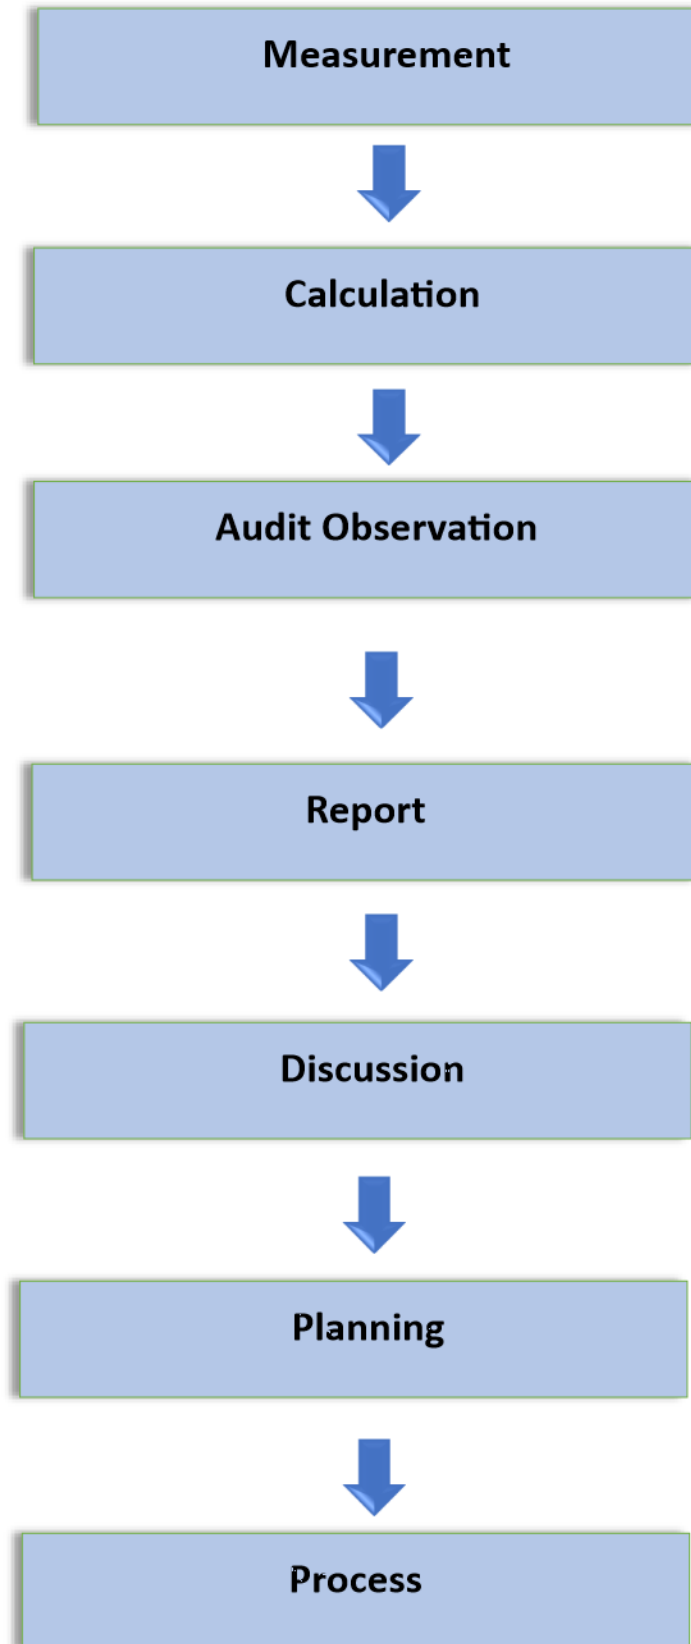 Measurement
Calculation
Audit Observation
Report
Discussion
Planning
Process